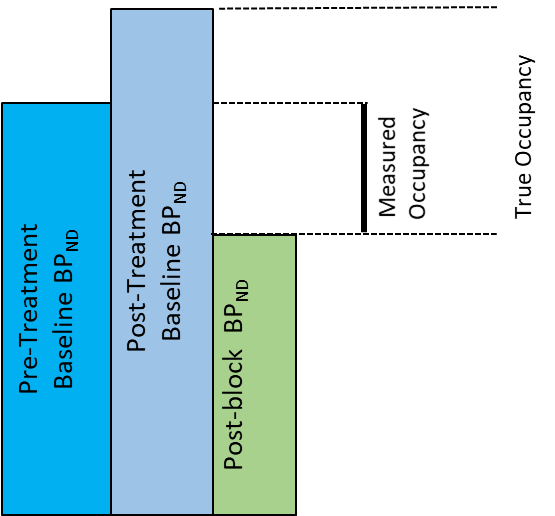 Pre-Treatment
Baseline BPND
Post-Treatment
Baseline BPND
Post-block BPND
Measured
Occupancy
True Occupancy